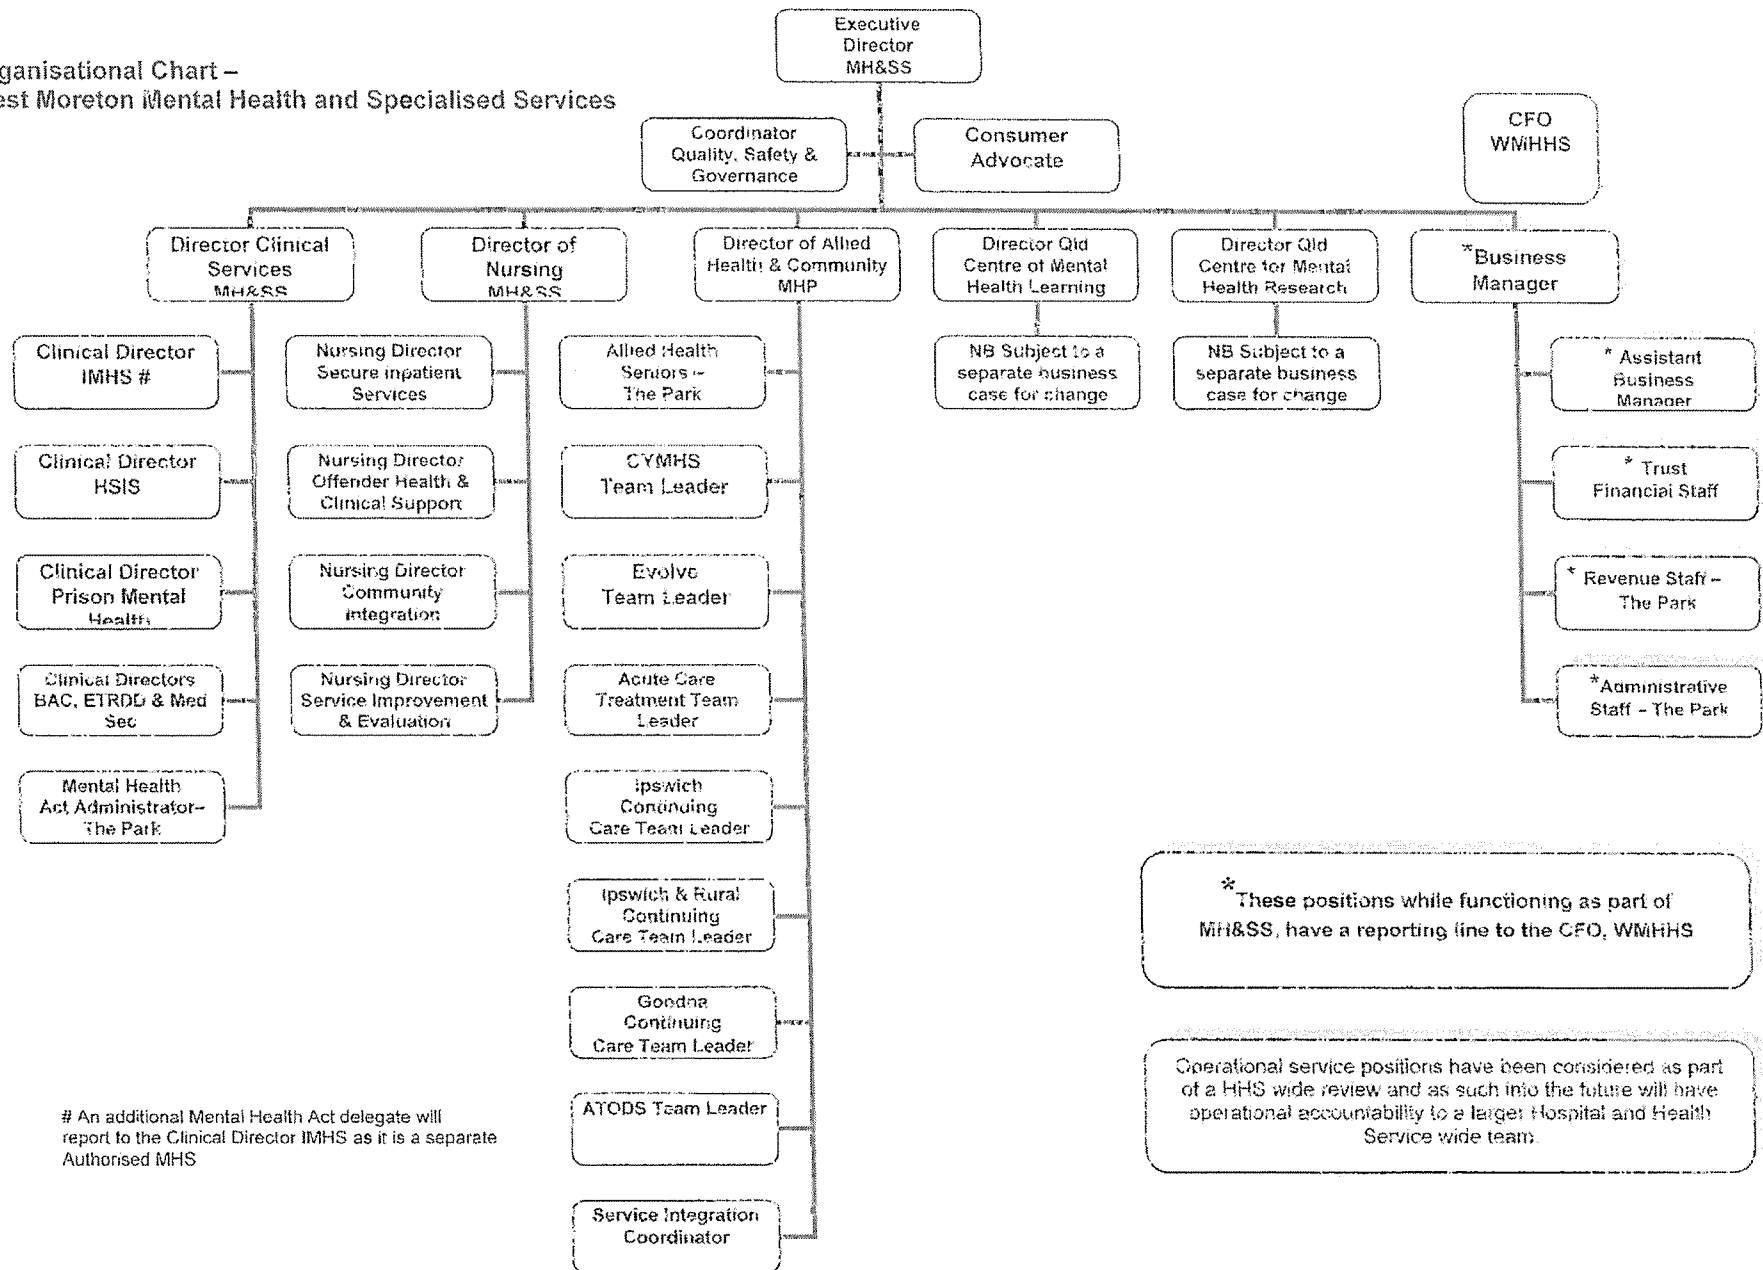 Executive
Director
MH&SS
ganisational Chart –
est Moreton Mental Health and Specialised Services
Coordinator
Quality, Safety &
Governance
Consumer
Advocate
CFO
WMHHS
Director Clinical
Services
MH&SS
Director of
Nursing
MH&SS
Director of Allied
Health & Community
MHP
Director Qld
Centre of Mental
Health Learning
Director Qld
Centre for Mental
Health Research
*Business
Manager
Clinical Director
IMHS #
Clinical Director
HSIS
Clinical Director
Prison Mental
Health
Clinical Directors
BAC, ETRDD & Med
Sec
Mental Health
Act Administrator–
The Park
Nursing Director
Secure Inpatient
Services
Nursing Director
Offender Health &
Clinical Support
Nursing Director
Community
Integration
Nursing Director
Service Improvement
& Evaluation
Allied Health
Seniors –
The Park
CYMHS
Team Leader
Evolve
Team Leader
Acute Care
Treatment Team
Leader
Ipswich
Continuing
Care Team Leader
Ipswich & Rural
Continuing
Care Team Leader
Goodna
Continuing
Care Team Leader
ATODS Team Leader
Service Integration
Coordinator
NB Subject to a
separate business
case for change
NB Subject to a
separate business
case for change
* Assistant
Business
Manager
* Trust
Financial Staff
* Revenue Staff –
The Park
*Administrative
Staff – The Park
*These positions while functioning as part of
MH&SS, have a reporting line to the CFO, WMHHS
Operational service positions have been considered as part
of a HHS wide review and as such into the future will have
operational accountability to a larger Hospital and Health
Service wide team.
# An additional Mental Health Act delegate will
report to the Clinical Director IMHS as it is a separate
Authorised MHS